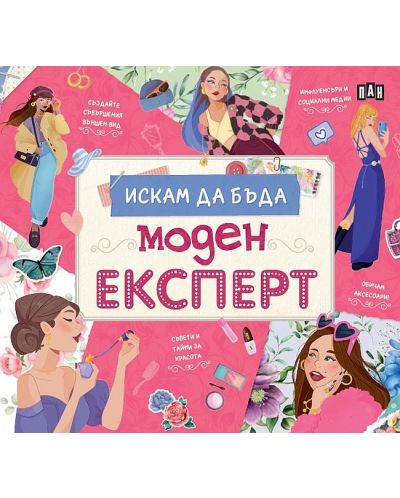 СЪЗДАЙТЕ
СЪВЪРШЕНИЯ
ВЪНШЕН ВИД
ИНФЛУЕНСЪРИ И
СОЦИАЛНИ МЕДИИ
ПАН
ИСКАМ ДА БЪДА
МОДЕН
ЕКСПЕРТ
ОБИЧАМ
АКСЕСОАРИ!
СЪВЕТИ И
ТАЙНИ ЗА
КРАСОТА